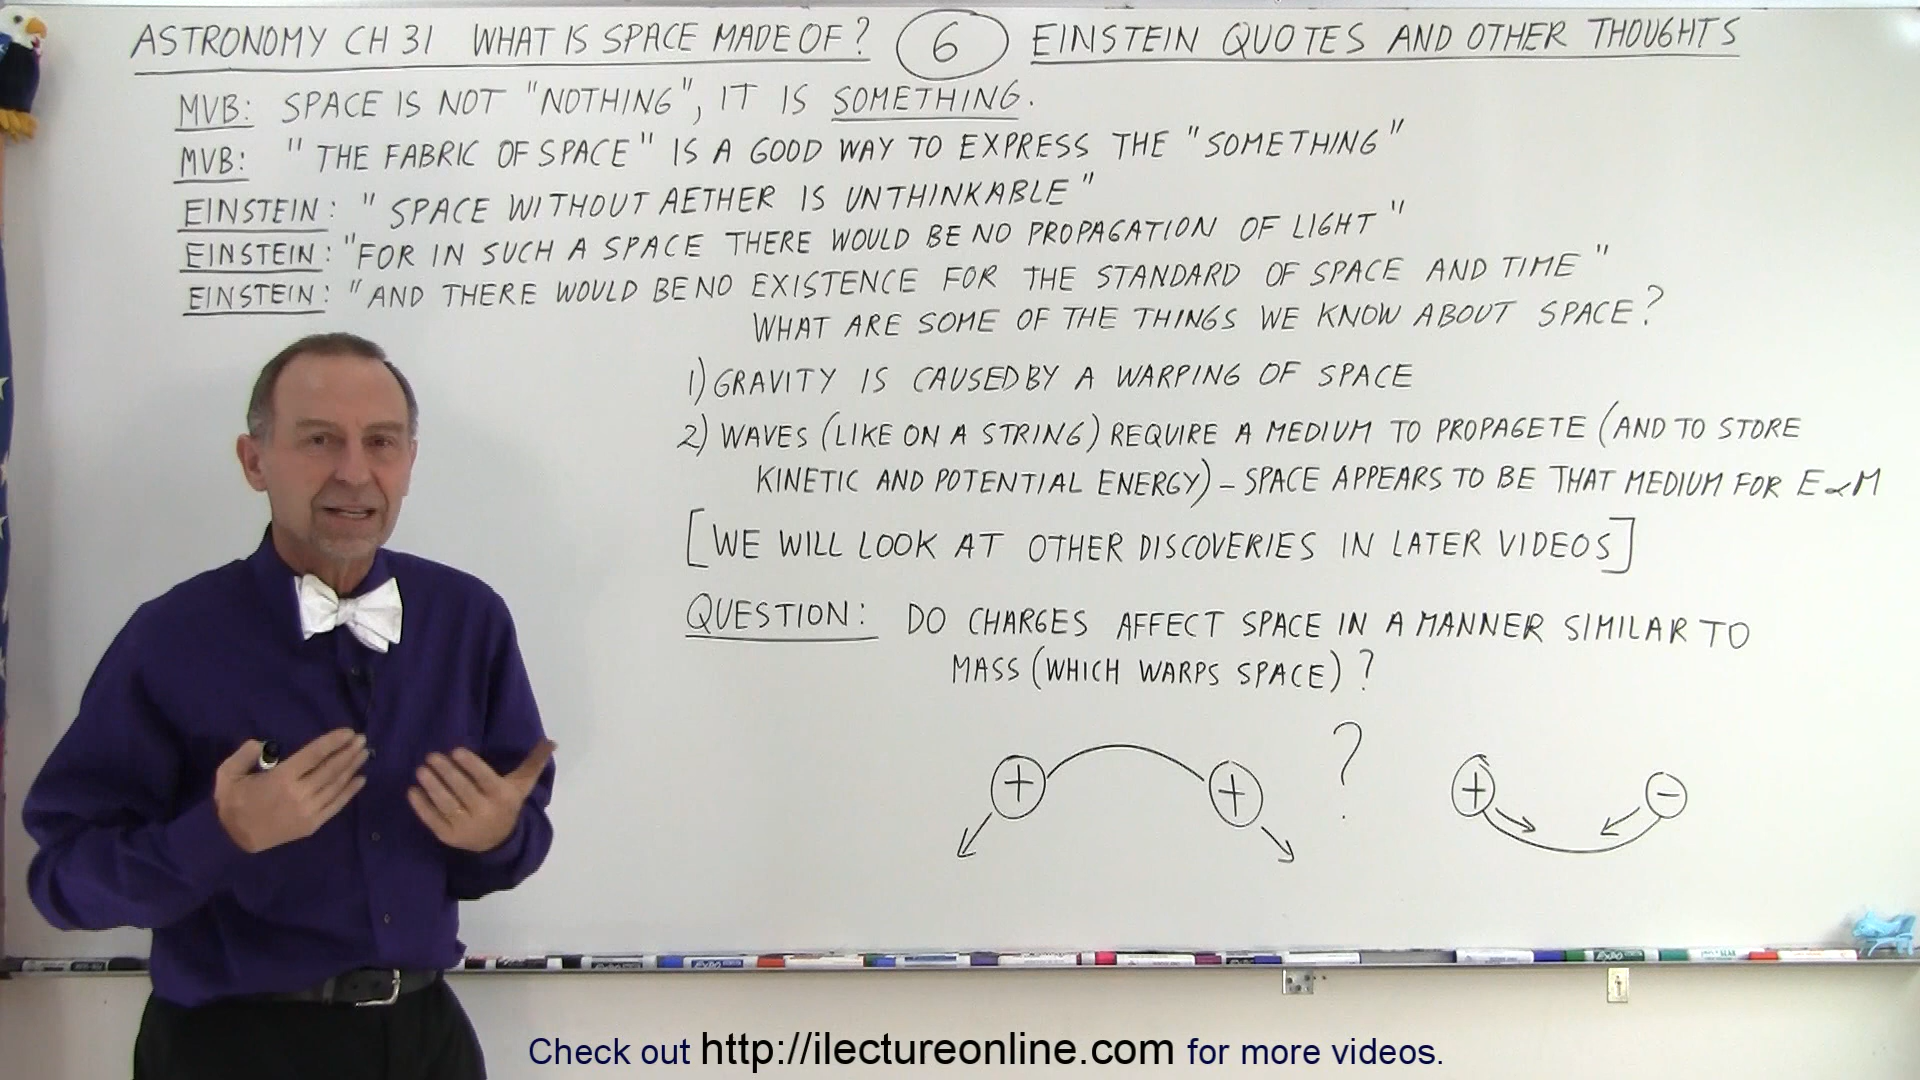 ASTRONOMY CH 31 WHAT IS SPACE MADE OF? 6 EINSTEIN QUOTES AND OTHER THOUGHTS
MVB: SPACE IS NOT "NOTHING", IT IS SOMETHING.
MVB: "THE FABRIC OF SPACE" IS A GOOD WAY TO EXPRESS THE "SOMETHING"
EINSTEIN: "SPACE WITHOUT AETHER IS UNTHINKABLE"
EINSTEIN: "FOR IN SUCH A SPACE THERE WOULD BE NO PROPAGATION OF LIGHT"
EINSTEIN: "AND THERE WOULD BE NO EXISTENCE FOR THE STANDARD OF SPACE AND TIME"
WHAT ARE SOME OF THE THINGS WE KNOW ABOUT SPACE?
1) GRAVITY IS CAUSED BY A WARPING OF SPACE
2) WAVES (LIKE ON A STRING) REQUIRE A MEDIUM TO PROPAGETE (AND TO STORE
KINETIC AND POTENTIAL ENERGY) - SPACE APPEARS TO BE THAT MEDIUM FOR E & M
[WE WILL LOOK AT OTHER DISCOVERIES IN LATER VIDEOS]
QUESTION: DO CHARGES AFFECT SPACE IN A MANNER SIMILAR TO
MASS (WHICH WARPS SPACE)?
+ + ? + -
Check out http://ilectureonline.com for more videos.